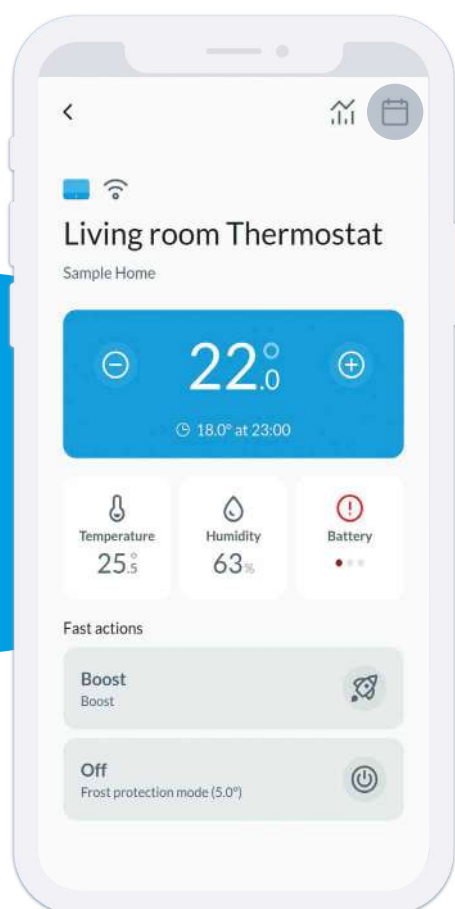 Living room Thermostat
Sample Home
22.0°
18.0° at 23:00
Temperature Humidity Battery
25.5° 63%
Fast actions
Boost
Boost
Off
Frost protection mode (5.0°)